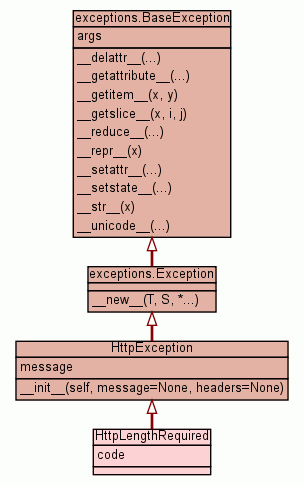 exceptions.BaseException
args
__delattr__(...)
__getattribute__(...)
__getitem__(x, y)
__getslice__(x, i, j)
__reduce__(...)
__repr__(x)
__setattr__(...)
__setstate__(...)
__str__(x)
__unicode__(...)
exceptions.Exception
__new__(T, S, *...)
HttpException
message
__init__(self, message=None, headers=None)
HttpLengthRequired
code